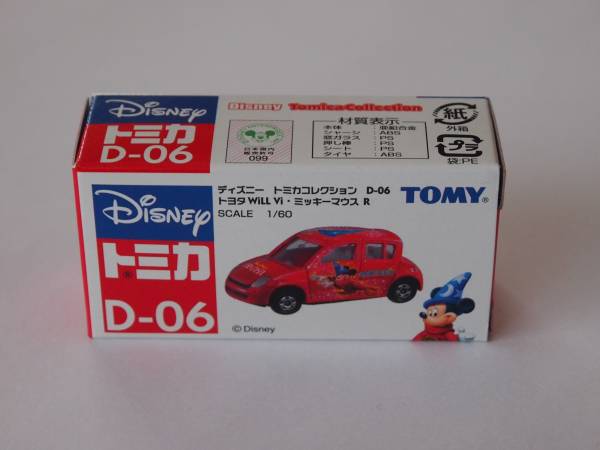 Disney
トミカ
D-06
Disney TomicaCollection
日本国内
販売許可
099
材質表示
本体 : 亜鉛合金
シャーシ : ABS
窓ガラス : PS
押し棒 : PS
シート : PS
タイヤ : ABS
紙
外箱
プラ
袋:PE
Disney
トミカ
D-06
ディズニー トミカコレクション D-06
トヨタ WiLL Vi・ミッキーマウス R
SCALE 1/60
TOMY®
© Disney